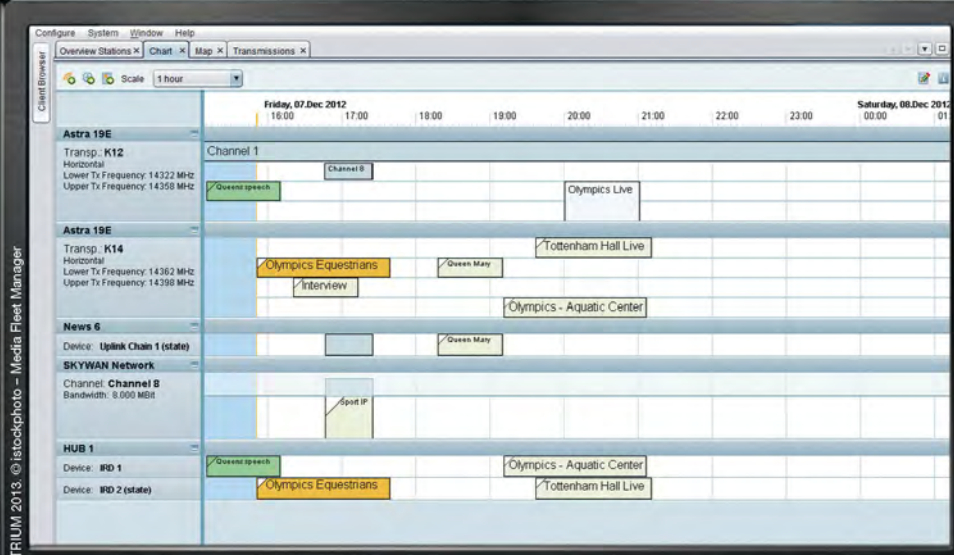 Configure System Window Help
Overview Stations Chart Map Transmissions
Client Browser
Scale 1 hour
Friday, 07.Dec 2012 Saturday, 08.Dec 2012
16:00 17:00 18:00 19:00 20:00 21:00 22:00 23:00 00:00 01:
Astra 19E
Transp.: K12
Horizontal
Lower Tx Frequency: 14322 MHz
Upper Tx Frequency: 14358 MHz
Channel 1
Channel 8
Queens speech
Olympics Live
Astra 19E
Transp.: K14
Horizontal
Lower Tx Frequency: 14362 MHz
Upper Tx Frequency: 14398 MHz
Tottenham Hall Live
Olympics Equestrians Queen Mary
Interview
Olympics - Aquatic Center
News 6
Device: Uplink Chain 1 (state) Queen Mary
SKYWAN Network
Channel: Channel 8
Bandwidth: 8.000 MBit
Sport IP
HUB 1
Device: IRD 1 Queens speech Olympics - Aquatic Center
Device: IRD 2 (state) Olympics Equestrians Tottenham Hall Live
TRIUM 2013. © istockphoto – Media Fleet Manager